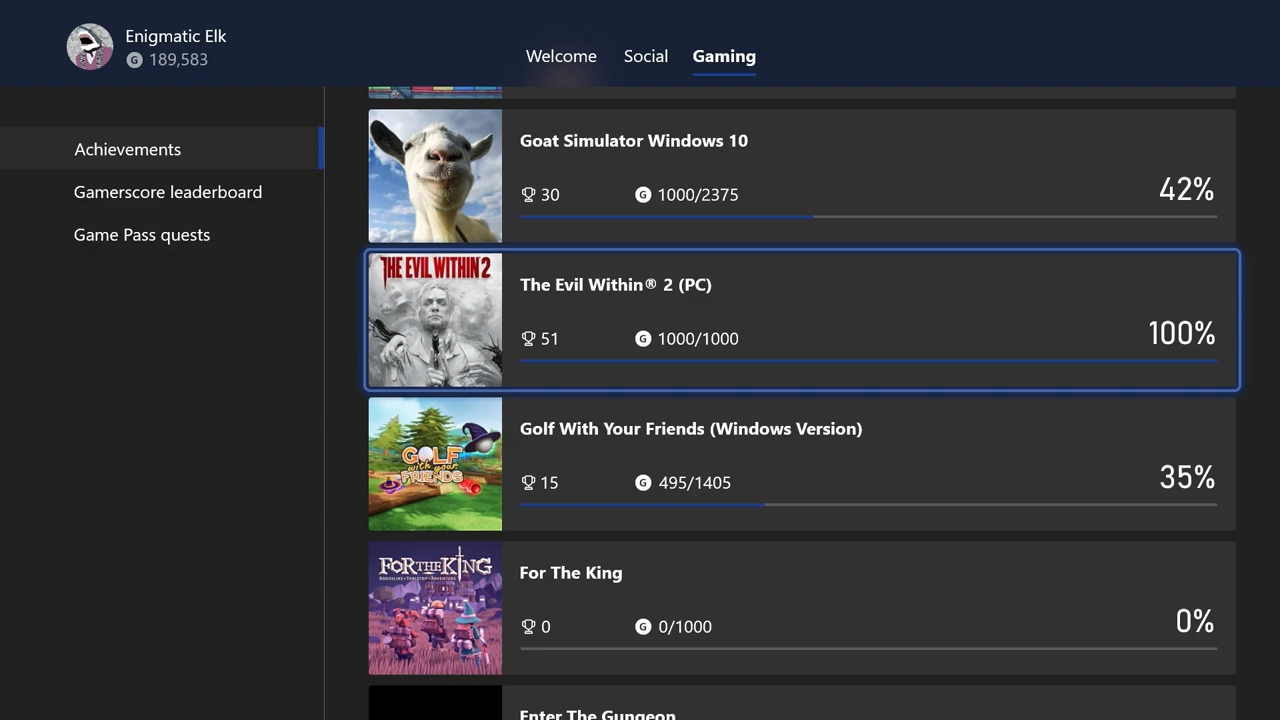 Enigmatic Elk
G 189,583
Welcome Social Gaming
Achievements
Gamerscore leaderboard
Game Pass quests
Goat Simulator Windows 10
30 G 1000/2375 42%
THE EVIL WITHIN 2
The Evil Within® 2 (PC)
51 G 1000/1000 100%
GOLF
with your
FRIENDS
Golf With Your Friends (Windows Version)
15 G 495/1405 35%
FOR THE KING
ROGUELIKE • TABLETOP • ADVENTURE
For The King
0 G 0/1000 0%
Enter The Gungeon